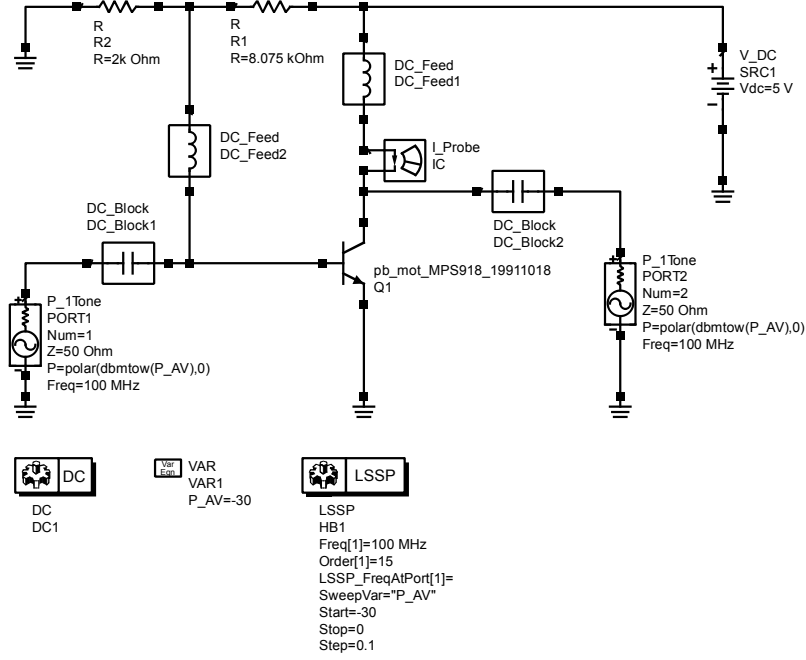 R
R2
R=2k Ohm
R
R1
R=8.075 kOhm
DC_Feed
DC_Feed1
V_DC
SRC1
Vdc=5 V
+
−
DC_Feed
DC_Feed2
I_Probe
IC
DC_Block
DC_Block1
DC_Block
DC_Block2
pb_mot_MPS918_19911018
Q1
P_1Tone
PORT1
Num=1
Z=50 Ohm
P=polar(dbmtow(P_AV),0)
Freq=100 MHz
+
−
P_1Tone
PORT2
Num=2
Z=50 Ohm
P=polar(dbmtow(P_AV),0)
Freq=100 MHz
+
−
DC
DC
DC1
Var
Eqn
VAR
VAR1
P_AV=-30
LSSP
LSSP
HB1
Freq[1]=100 MHz
Order[1]=15
LSSP_FreqAtPort[1]=
SweepVar="P_AV"
Start=-30
Stop=0
Step=0.1